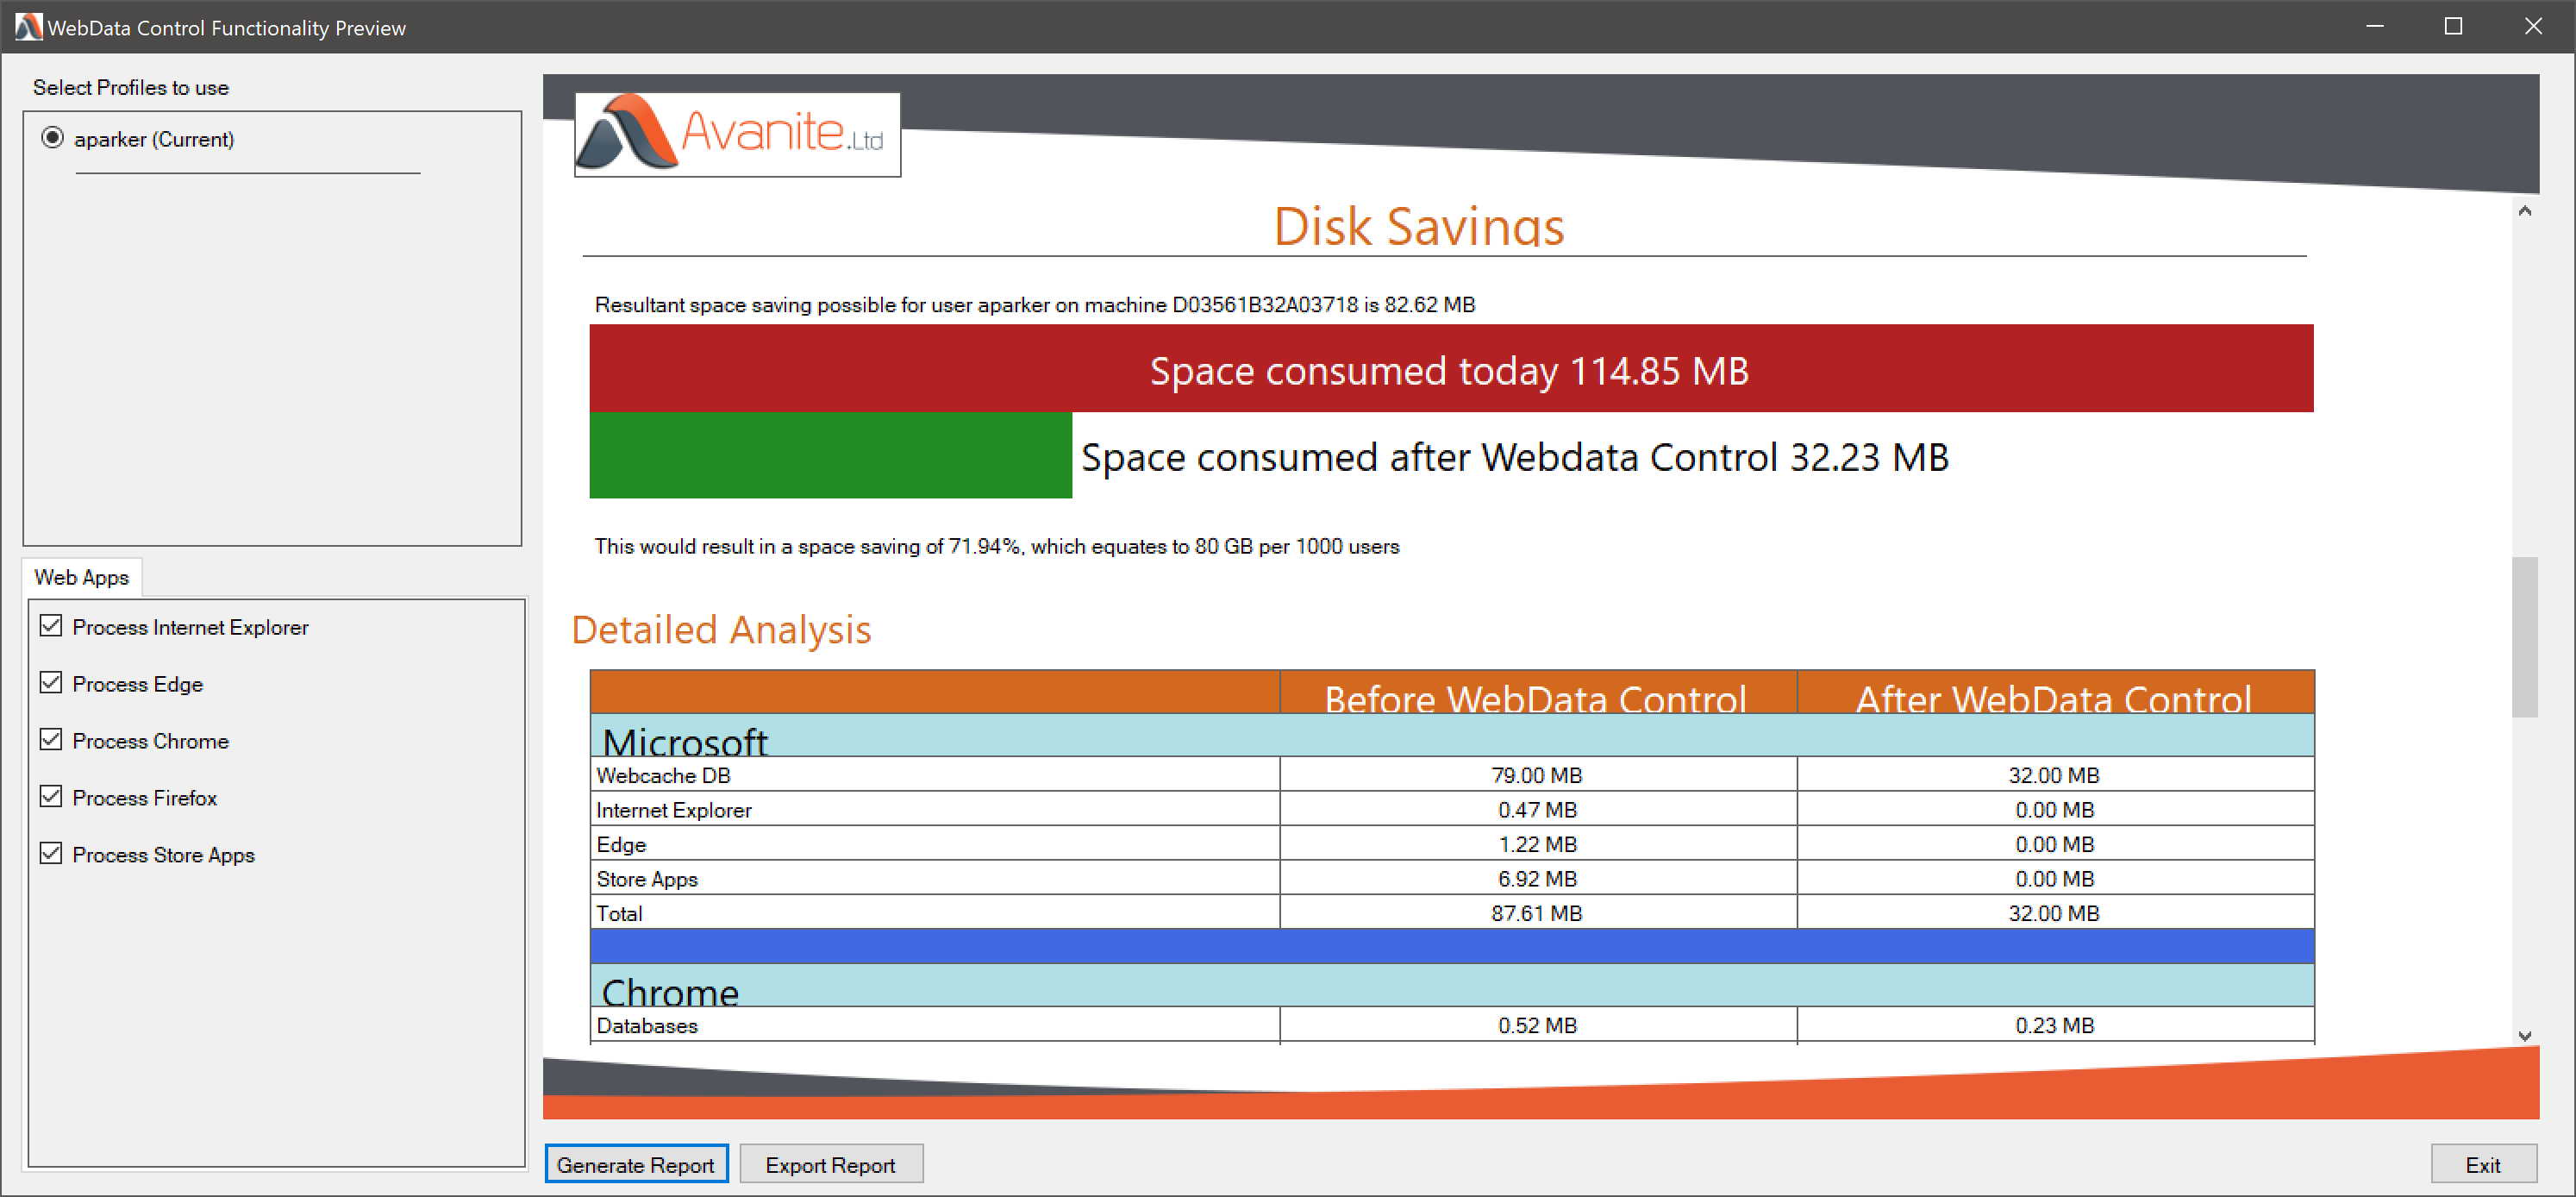 WebData Control Functionality Preview
Select Profiles to use
aparker (Current)
Web Apps
Process Internet Explorer
Process Edge
Process Chrome
Process Firefox
Process Store Apps
Avanite.Ltd
Disk Savings
Resultant space saving possible for user aparker on machine D03561B32A03718 is 82.62 MB
Space consumed today 114.85 MB
Space consumed after Webdata Control 32.23 MB
This would result in a space saving of 71.94%, which equates to 80 GB per 1000 users
Detailed Analysis
Before WebData Control After WebData Control
Microsoft
Webcache DB 79.00 MB 32.00 MB
Internet Explorer 0.47 MB 0.00 MB
Edge 1.22 MB 0.00 MB
Store Apps 6.92 MB 0.00 MB
Total 87.61 MB 32.00 MB
Chrome
Databases 0.52 MB 0.23 MB
Generate Report Export Report Exit